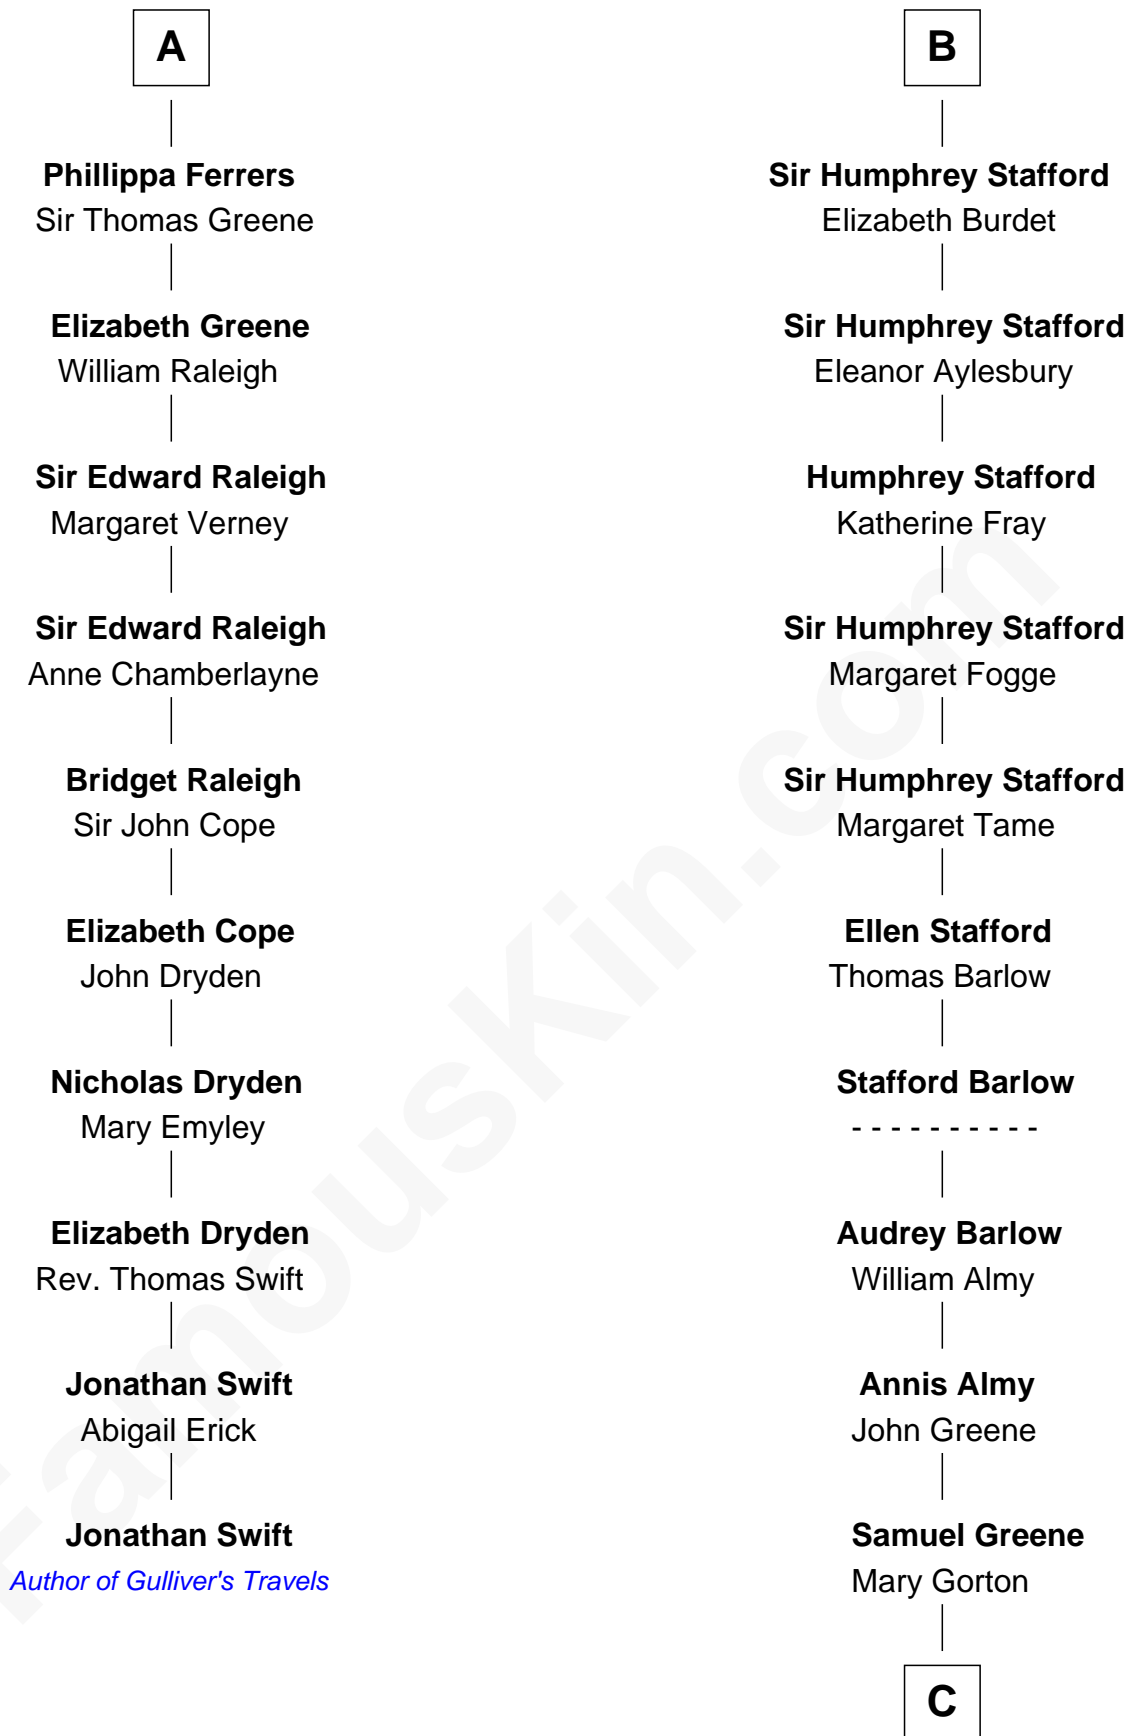 A
Phillippa Ferrers
Sir Thomas Greene
Elizabeth Greene
William Raleigh
Sir Edward Raleigh
Margaret Verney
Sir Edward Raleigh
Anne Chamberlayne
Bridget Raleigh
Sir John Cope
Elizabeth Cope
John Dryden
Nicholas Dryden
Mary Emyley
Elizabeth Dryden
Rev. Thomas Swift
Jonathan Swift
Abigail Erick
Jonathan Swift
Author of Gulliver's Travels
B
Sir Humphrey Stafford
Elizabeth Burdet
Sir Humphrey Stafford
Eleanor Aylesbury
Humphrey Stafford
Katherine Fray
Sir Humphrey Stafford
Margaret Fogge
Sir Humphrey Stafford
Margaret Tame
Ellen Stafford
Thomas Barlow
Stafford Barlow
- - - - - - - - - -
Audrey Barlow
William Almy
Annis Almy
John Greene
Samuel Greene
Mary Gorton
C
FamousKin.com